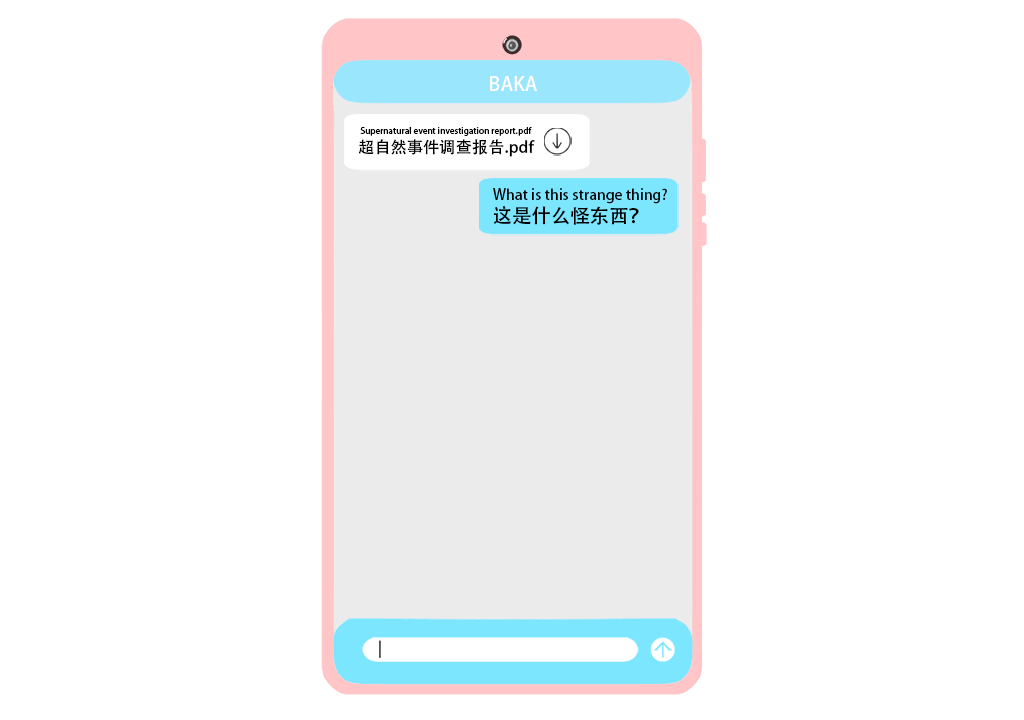 BAKA
Supernatural event investigation report.pdf
超自然事件调查报告.pdf
What is this strange thing?
这是什么怪东西?